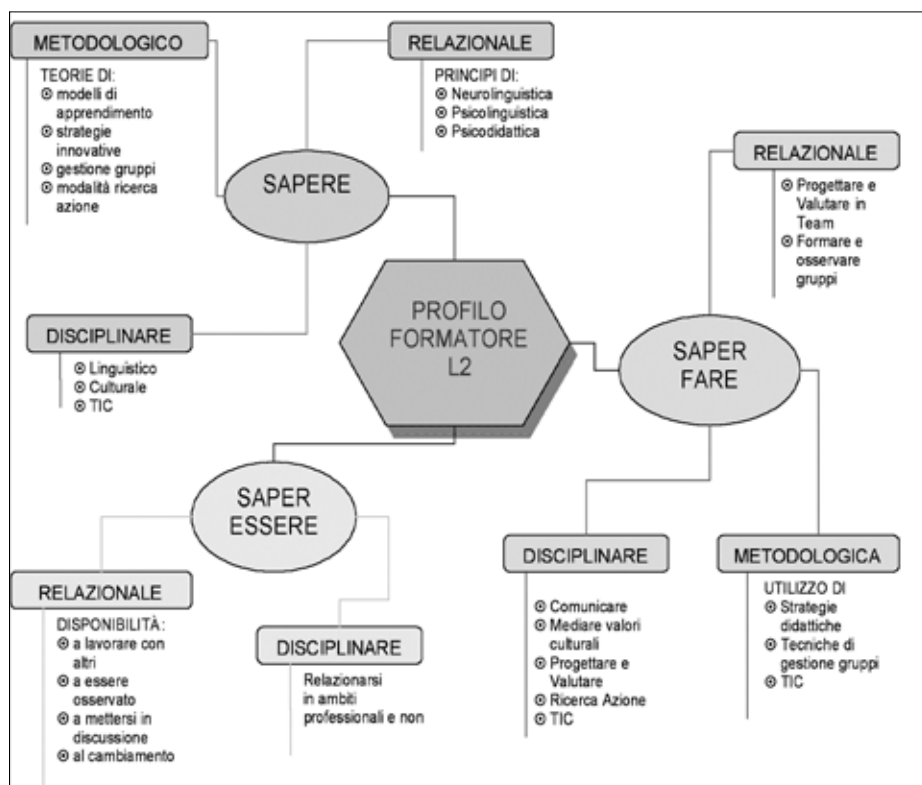 METODOLOGICO
TEORIE DI:
⊙ modelli di
apprendimento
⊙ strategie
innovative
⊙ gestione gruppi
⊙ modalità ricerca
azione
RELAZIONALE
PRINCIPI DI:
⊙ Neurolinguistica
⊙ Psicolinguistica
⊙ Psicodidattica
SAPERE
DISCIPLINARE
⊙ Linguistico
⊙ Culturale
⊙ TIC
PROFILO
FORMATORE
L2
RELAZIONALE
⊙ Progettare e
Valutare in
Team
⊙ Formare e
osservare
gruppi
SAPER
FARE
SAPER
ESSERE
RELAZIONALE
DISPONIBILITÀ:
⊙ a lavorare con
altri
⊙ a essere
osservato
⊙ a mettersi in
discussione
⊙ al cambiamento
DISCIPLINARE
Relazionarsi
in ambiti
professionali e non
DISCIPLINARE
⊙ Comunicare
⊙ Mediare valori
culturali
⊙ Progettare e
Valutare
⊙ Ricerca Azione
⊙ TIC
METODOLOGICA
UTILIZZO DI
⊙ Strategie
didattiche
⊙ Tecniche di
gestione gruppi
⊙ TIC